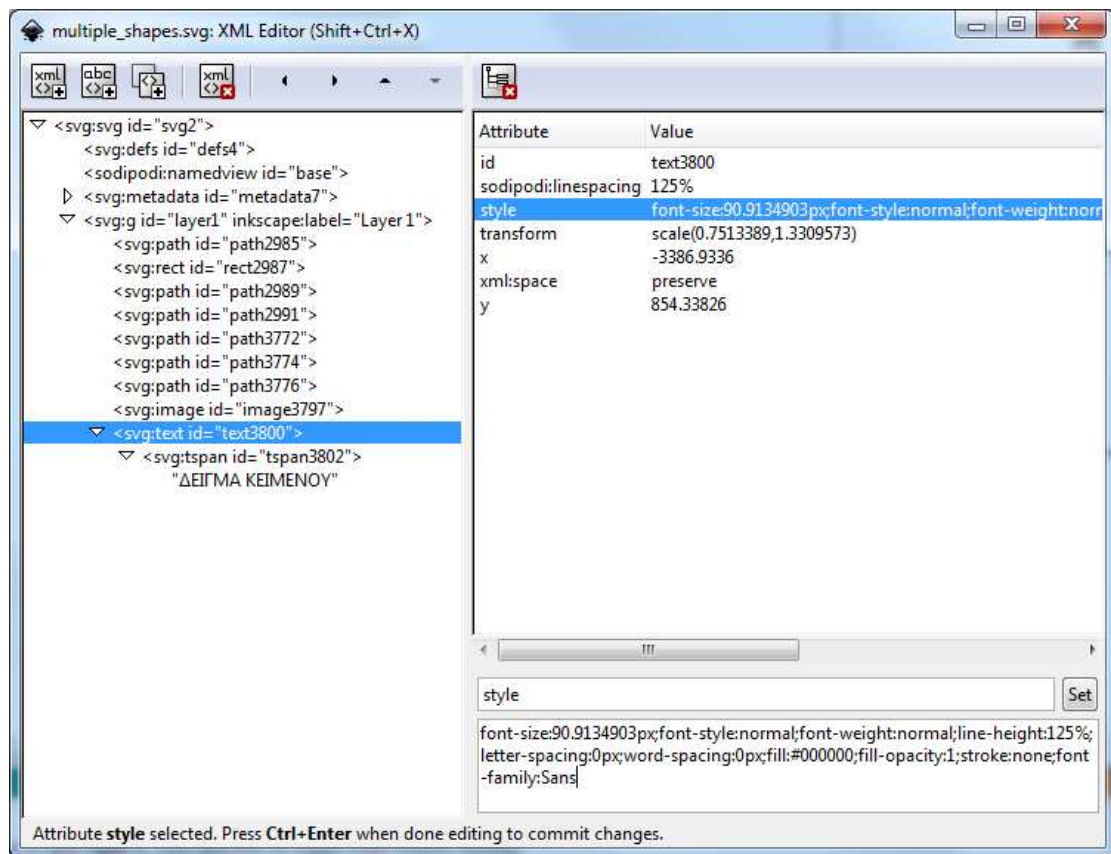 multiple_shapes.svg: XML Editor (Shift+Ctrl+X)
xml
abc
xml
<svg:svg id="svg2">
<svg:defs id="defs4">
<sodipodi:namedview id="base">
<svg:metadata id="metadata7">
<svg:g id="layer1" inkscape:label="Layer 1">
<svg:path id="path2985">
<svg:rect id="rect2987">
<svg:path id="path2989">
<svg:path id="path2991">
<svg:path id="path3772">
<svg:path id="path3774">
<svg:path id="path3776">
<svg:image id="image3797">
<svg:text id="text3800">
<svg:tspan id="tspan3802">
"ΔΕΙΓΜΑ ΚΕΙΜΕΝΟΥ"
Attribute Value
id text3800
sodipodi:linespacing 125%
style font-size:90.9134903px;font-style:normal;font-weight:norr
transform scale(0.7513389,1.3309573)
x -3386.9336
xml:space preserve
y 854.33826
style Set
font-size:90.9134903px;font-style:normal;font-weight:normal;line-height:125%;
letter-spacing:0px;word-spacing:0px;fill:#000000;fill-opacity:1;stroke:none;font
-family:Sans
Attribute style selected. Press Ctrl+Enter when done editing to commit changes.